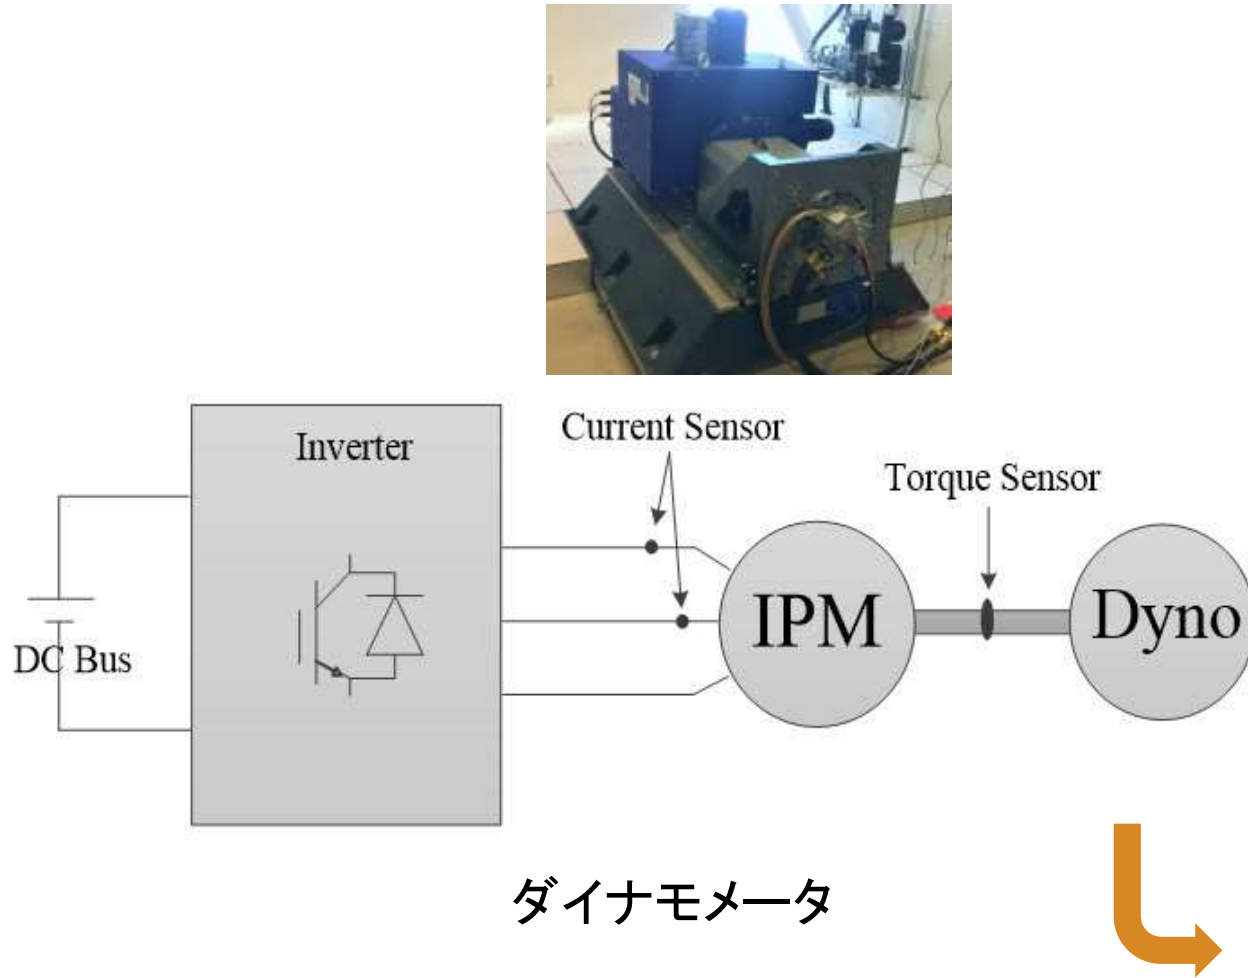 Current Sensor
Inverter
Torque Sensor
IPM
Dyno
DC Bus
ダイナモメータ